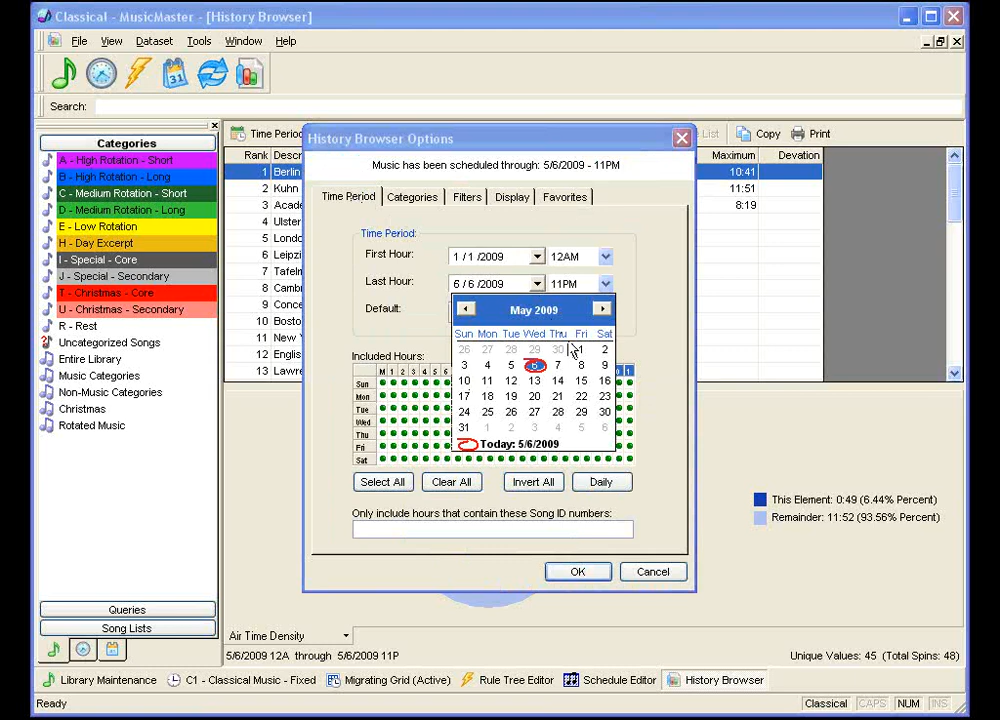 Classical - MusicMaster - [History Browser]
File View Dataset Tools Window Help
Search:
Categories
A - High Rotation - Short
B - High Rotation - Long
C - Medium Rotation - Short
D - Medium Rotation - Long
E - Low Rotation
H - Day Excerpt
I - Special - Core
J - Special - Secondary
T - Christmas - Core
U - Christmas - Secondary
R - Rest
Uncategorized Songs
Entire Library
Music Categories
Non-Music Categories
Christmas
Rotated Music
Queries
Song Lists
Time Period List Copy Print
Rank Descr Maximum Devation
1 Berlin 10:41
2 Kuhn 11:51
3 Acade 8:19
4 Ulster
5 Londo
6 Leipzi
7 Tafelm
8 Cambr
9 Conce
10 Bosto
11 New Y
12 Englis
13 Lawre
History Browser Options
Music has been scheduled through: 5/6/2009 - 11PM
Time Period Categories Filters Display Favorites
Time Period:
First Hour: 1 / 1 /2009 12AM
Last Hour: 6 / 6 /2009 11PM
Default:
May 2009
Sun Mon Tue Wed Thu Fri Sat
26 27 28 29 30 1 2
3 4 5 6 7 8 9
10 11 12 13 14 15 16
17 18 19 20 21 22 23
24 25 26 27 28 29 30
31 1 2 3 4 5 6
Today: 5/6/2009
Included Hours:
M 1 2 3 4 5 6
Sun
Mon
Tue
Wed
Thu
Fri
Sat
Select All Clear All Invert All Daily
Only include hours that contain these Song ID numbers:
OK Cancel
This Element: 0:49 (6.44% Percent)
Remainder: 11:52 (93.56% Percent)
Air Time Density
5/6/2009 12A through 5/6/2009 11P
Unique Values: 45 (Total Spins: 48)
Library Maintenance C1 - Classical Music - Fixed Migrating Grid (Active) Rule Tree Editor Schedule Editor History Browser
Ready Classical CAPS NUM INS